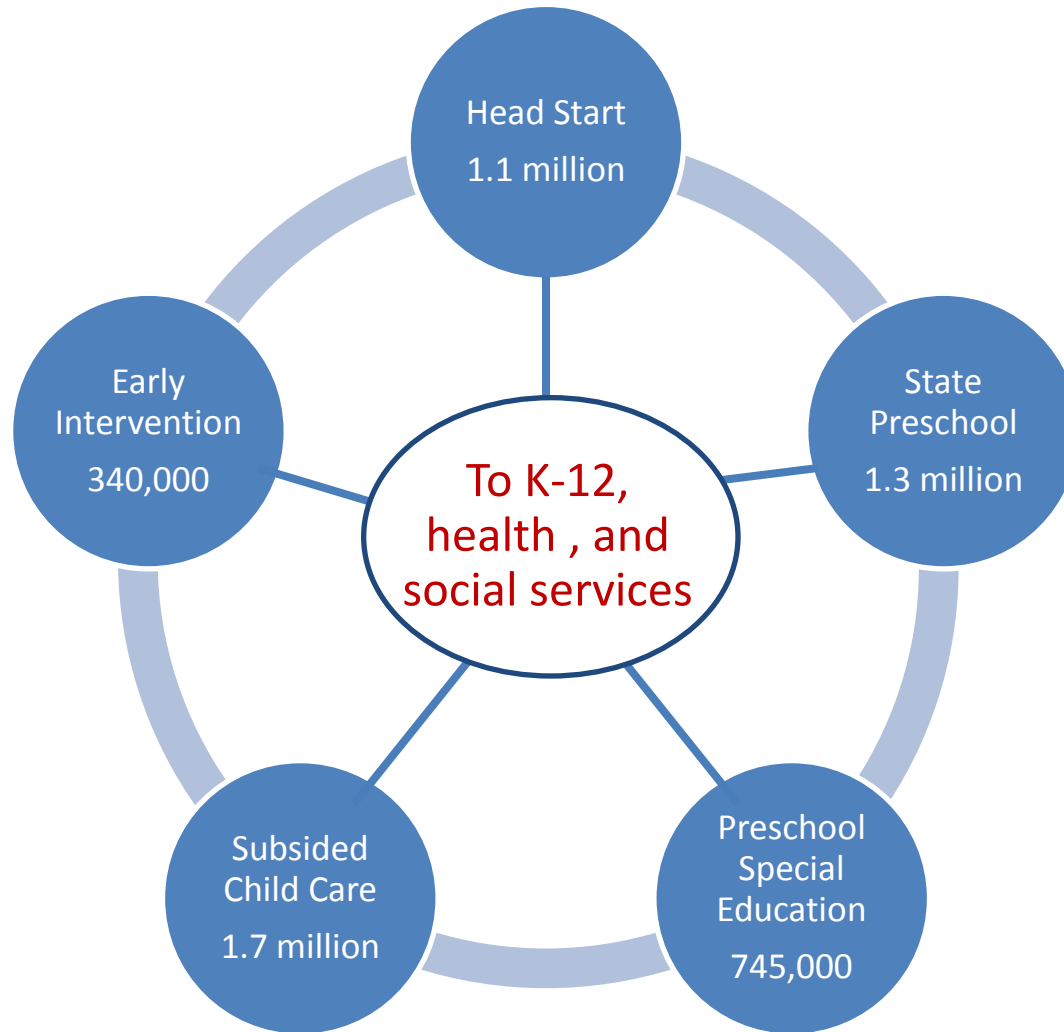 Head Start
1.1 million
State
Preschool
1.3 million
Preschool
Special
Education
745,000
Subsided
Child Care
1.7 million
Early
Intervention
340,000
To K-12,
health , and
social services